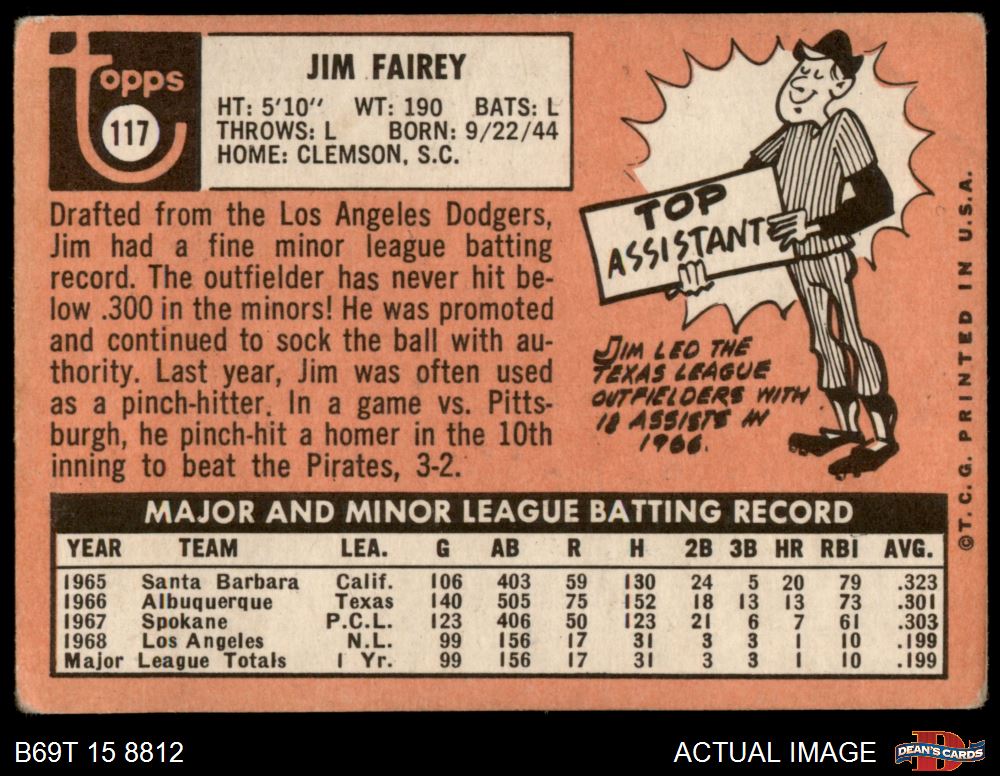 Topps
117
JIM FAIREY
HT: 5'10" WT: 190 BATS: L
THROWS: L BORN: 9/22/44
HOME: CLEMSON, S.C.
Drafted from the Los Angeles Dodgers,
Jim had a fine minor league batting
record. The outfielder has never hit be-
low .300 in the minors! He was promoted
and continued to sock the ball with au-
thority. Last year, Jim was often used
as a pinch-hitter. In a game vs. Pitts-
burgh, he pinch-hit a homer in the 10th
inning to beat the Pirates, 3-2.
TOP
ASSISTANT
JIM LED THE
TEXAS LEAGUE
OUTFIELDERS WITH
18 ASSISTS IN
1966.
©T.C.G. PRINTED IN U.S.A.
MAJOR AND MINOR LEAGUE BATTING RECORD
YEAR TEAM LEA. G AB R H 2B 3B HR RBI AVG.
1965 Santa Barbara Calif. 106 403 59 130 24 5 20 79 .323
1966 Albuquerque Texas 140 505 75 152 18 13 13 73 .301
1967 Spokane P.C.L. 123 406 50 123 21 6 7 61 .303
1968 Los Angeles N.L. 99 156 17 31 3 3 1 10 .199
Major League Totals 1 Yr. 99 156 17 31 3 3 1 10 .199
B69T 15 8812
ACTUAL IMAGE
D
DEAN'S CARDS